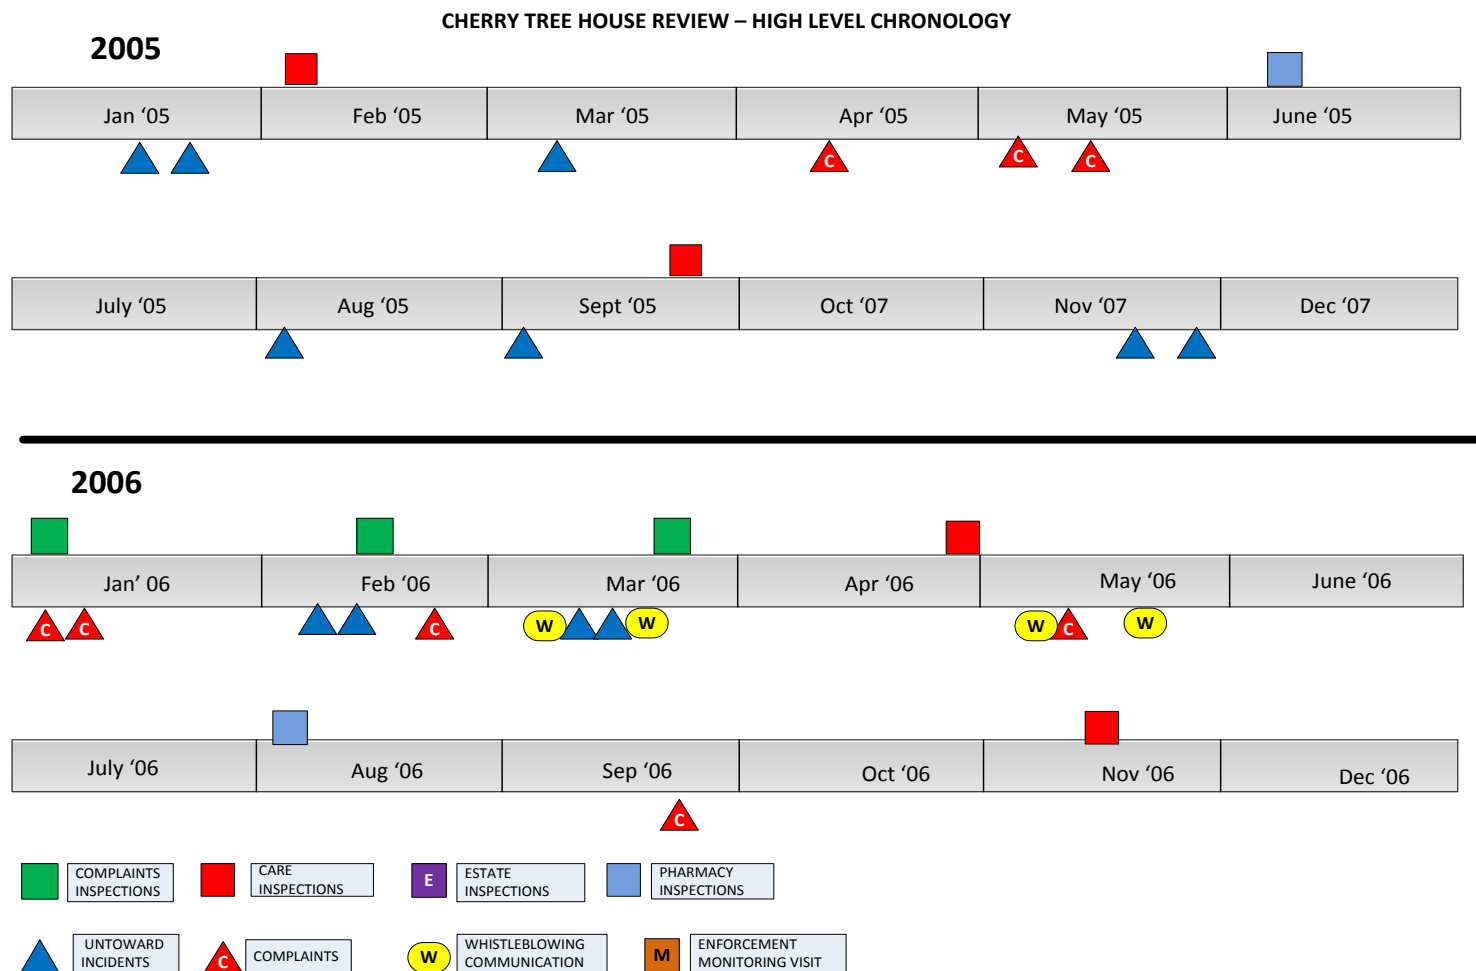 CHERRY TREE HOUSE REVIEW – HIGH LEVEL CHRONOLOGY
2005
Jan ‘05 Feb ‘05 Mar ‘05 Apr ‘05 May ‘05 June ‘05
C C C
July ‘05 Aug ‘05 Sept ‘05 Oct ‘07 Nov ‘07 Dec ‘07
2006
Jan’ 06 Feb ‘06 Mar ‘06 Apr ‘06 May ‘06 June ‘06
C C C W W W C W
July ‘06 Aug ‘06 Sep ‘06 Oct ‘06 Nov ‘06 Dec ‘06
C
COMPLAINTS
INSPECTIONS
CARE
INSPECTIONS
E
ESTATE
INSPECTIONS
PHARMACY
INSPECTIONS
UNTOWARD
INCIDENTS
C
COMPLAINTS
W
WHISTLEBLOWING
COMMUNICATION
M
ENFORCEMENT
MONITORING VISIT